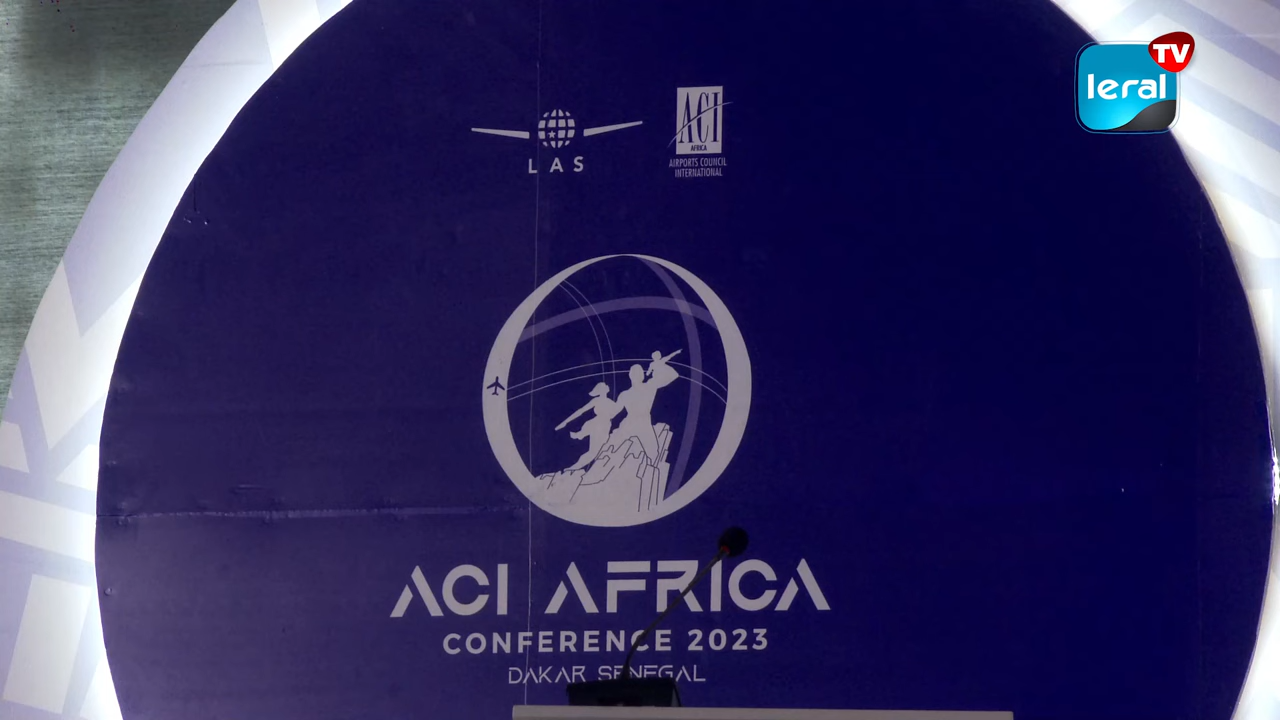 TV
leral
LAS
ACI
AFRICA
AIRPORTS COUNCIL
INTERNATIONAL
ACI AFRICA
CONFERENCE 2023
DAKAR SENEGAL